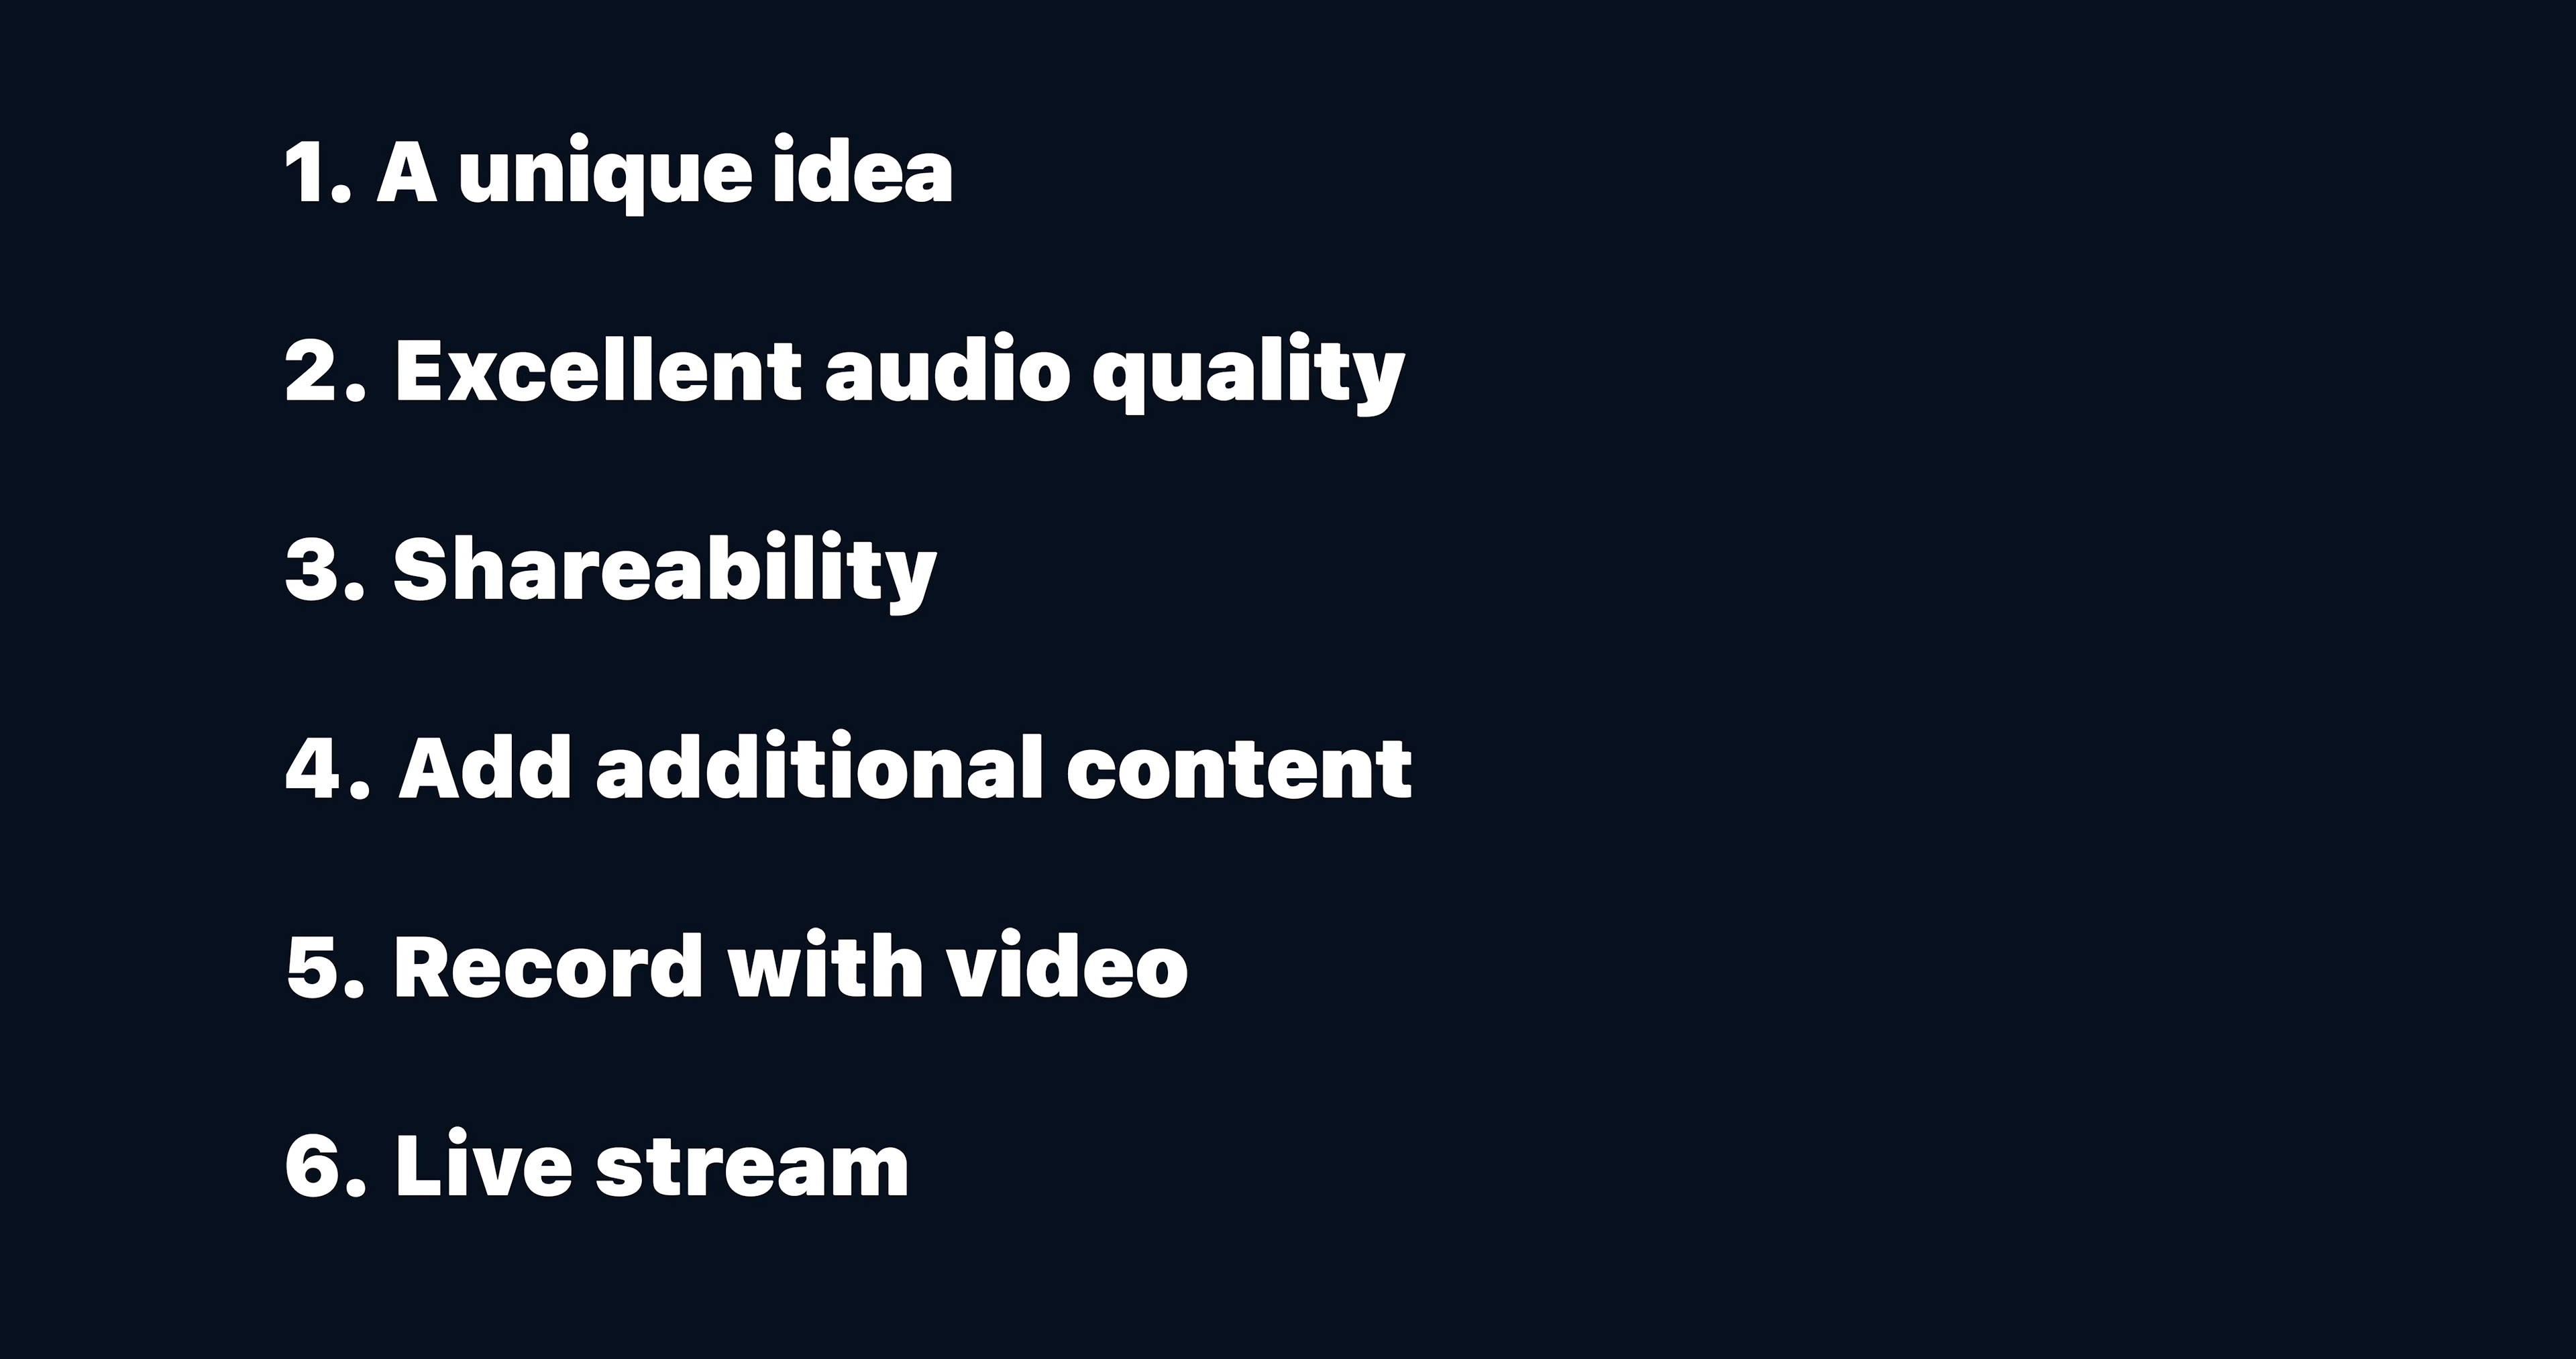 1. A unique idea
2. Excellent audio quality
3. Shareability
4. Add additional content
5. Record with video
6. Live stream